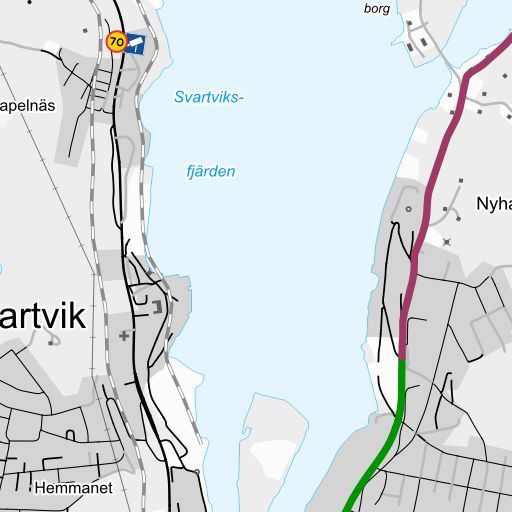 borg
70
apelnäs
Svartviks-
fjärden
Nyha
artvik
Hemmanet